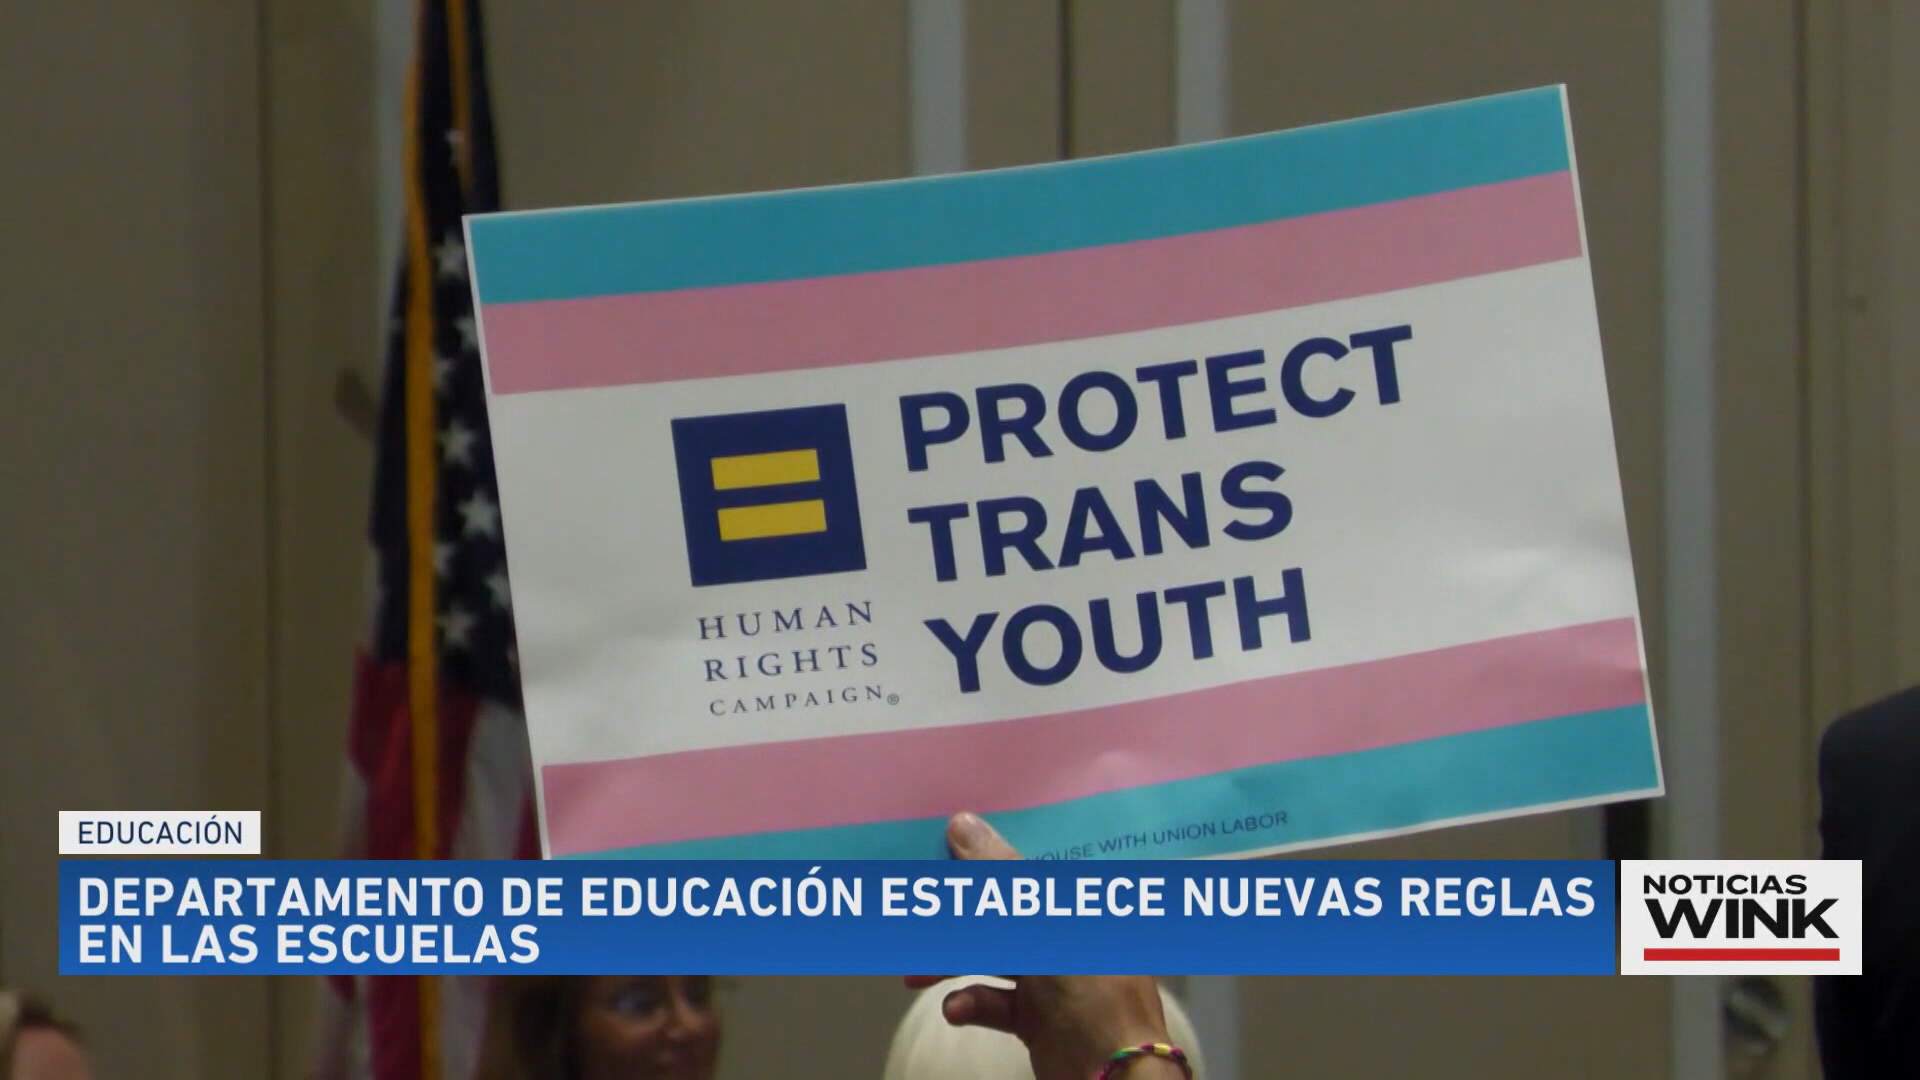 PROTECT
TRANS
YOUTH
HUMAN
RIGHTS
CAMPAIGN®
WITH UNION LABOR
EDUCACIÓN
DEPARTAMENTO DE EDUCACIÓN ESTABLECE NUEVAS REGLAS
EN LAS ESCUELAS
NOTICIAS
WINK